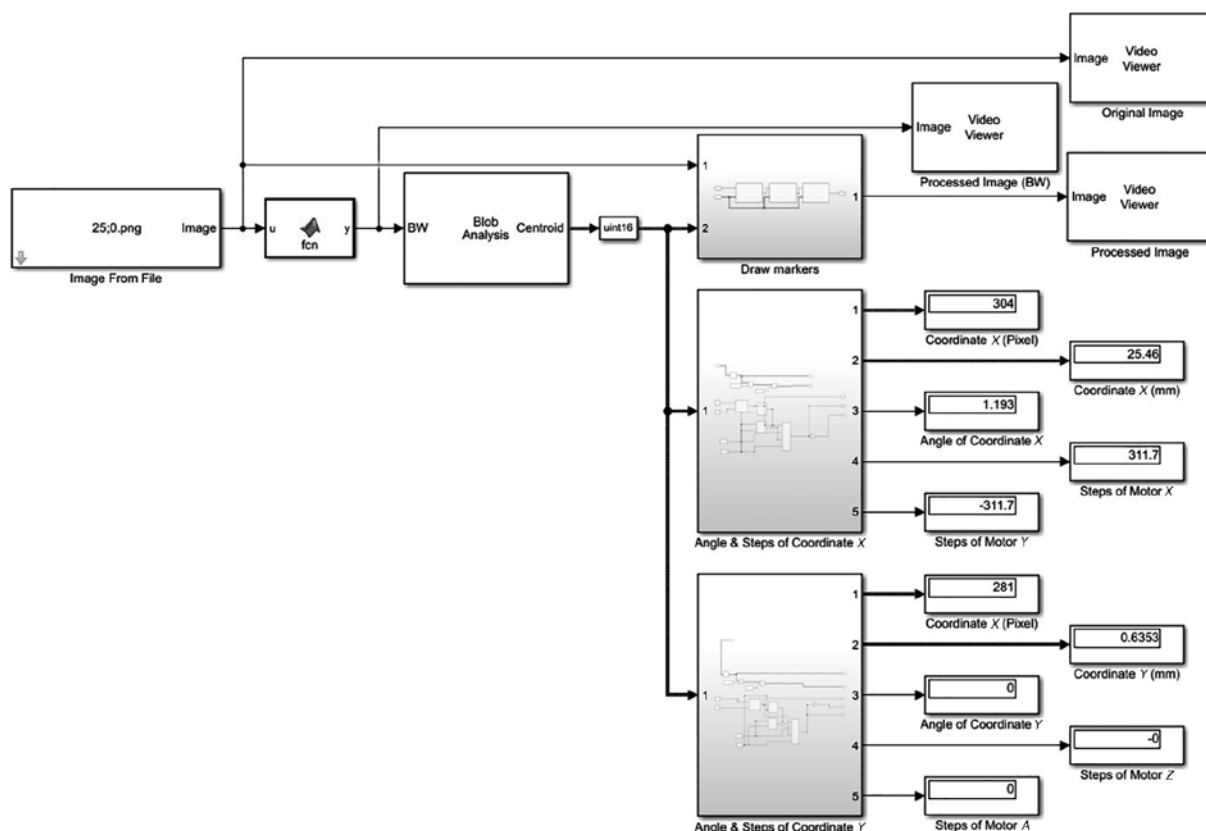 Image
Video
Viewer
Original Image
Image
Video
Viewer
Processed Image (BW)
Image
Video
Viewer
Processed Image
25;0.png
Image
Image From File
u
fcn
y
BW
Blob
Analysis
Centroid
uint16
1
2
1
Draw markers
1
1
2
3
4
5
Angle & Steps of Coordinate X
304
Coordinate X (Pixel)
25.46
Coordinate X (mm)
1.193
Angle of Coordinate X
311.7
Steps of Motor X
-311.7
Steps of Motor Y
1
1
2
3
4
5
Angle & Steps of Coordinate Y
281
Coordinate X (Pixel)
0.6353
Coordinate Y (mm)
0
Angle of Coordinate Y
-0
Steps of Motor Z
0
Steps of Motor A